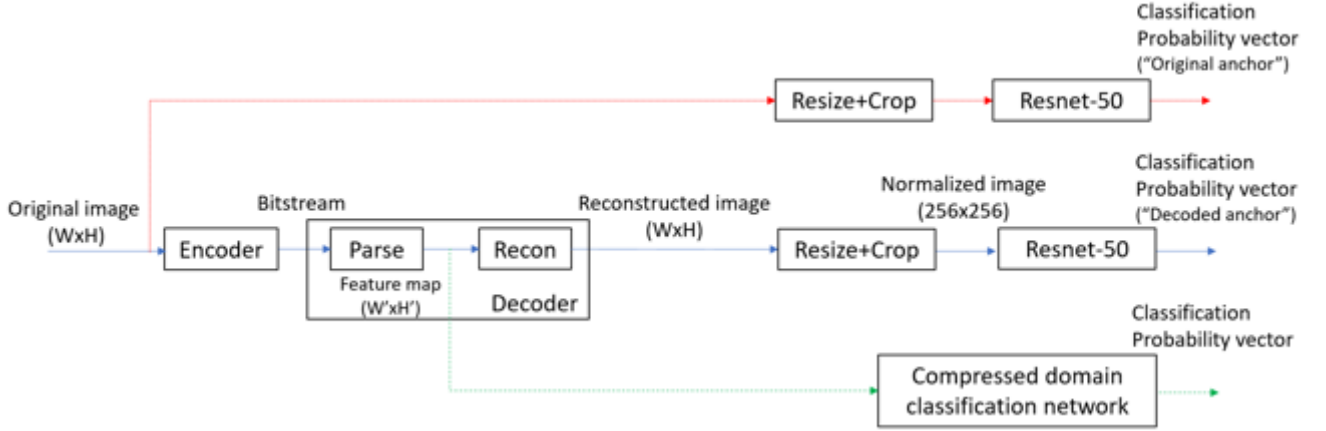 Classification
Probability vector
("Original anchor")
Resize+Crop
Resnet-50
Original image
(WxH)
Encoder
Bitstream
Parse
Feature map
(W'xH')
Recon
Decoder
Reconstructed image
(WxH)
Resize+Crop
Normalized image
(256x256)
Resnet-50
Classification
Probability vector
("Decoded anchor")
Compressed domain
classification network
Classification
Probability vector